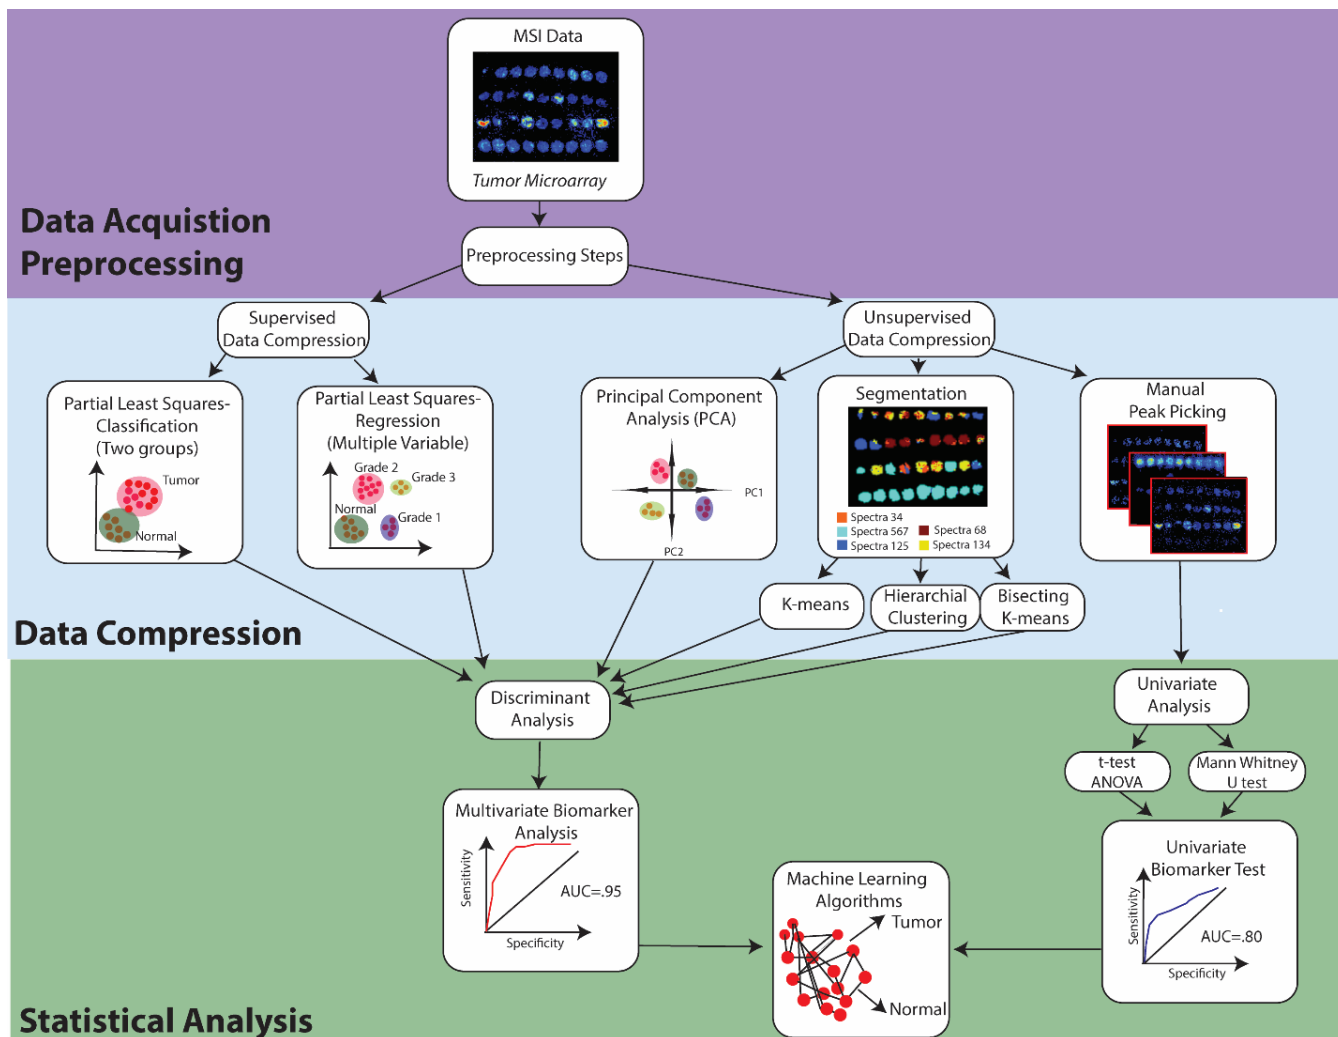 MSI Data
Tumor Microarray
Data Acquistion
Preprocessing
Preprocessing Steps
Supervised
Data Compression
Unsupervised
Data Compression
Partial Least Squares-
Classification
(Two groups)
Tumor
Normal
Partial Least Squares-
Regression
(Multiple Variable)
Grade 2
Grade 3
Normal
Grade 1
Principal Component
Analysis (PCA)
PC1
PC2
Segmentation
Spectra 34
Spectra 567
Spectra 68
Spectra 125
Spectra 134
Manual
Peak Picking
K-means
Hierarchial
Clustering
Bisecting
K-means
Data Compression
Discriminant
Analysis
Univariate
Analysis
t-test
ANOVA
Mann Whitney
U test
Multivariate Biomarker
Analysis
Sensitivity
AUC=.95
Specificity
Machine Learning
Algorithms
Tumor
Normal
Univariate
Biomarker Test
Sensitivity
AUC=.80
Specificity
Statistical Analysis